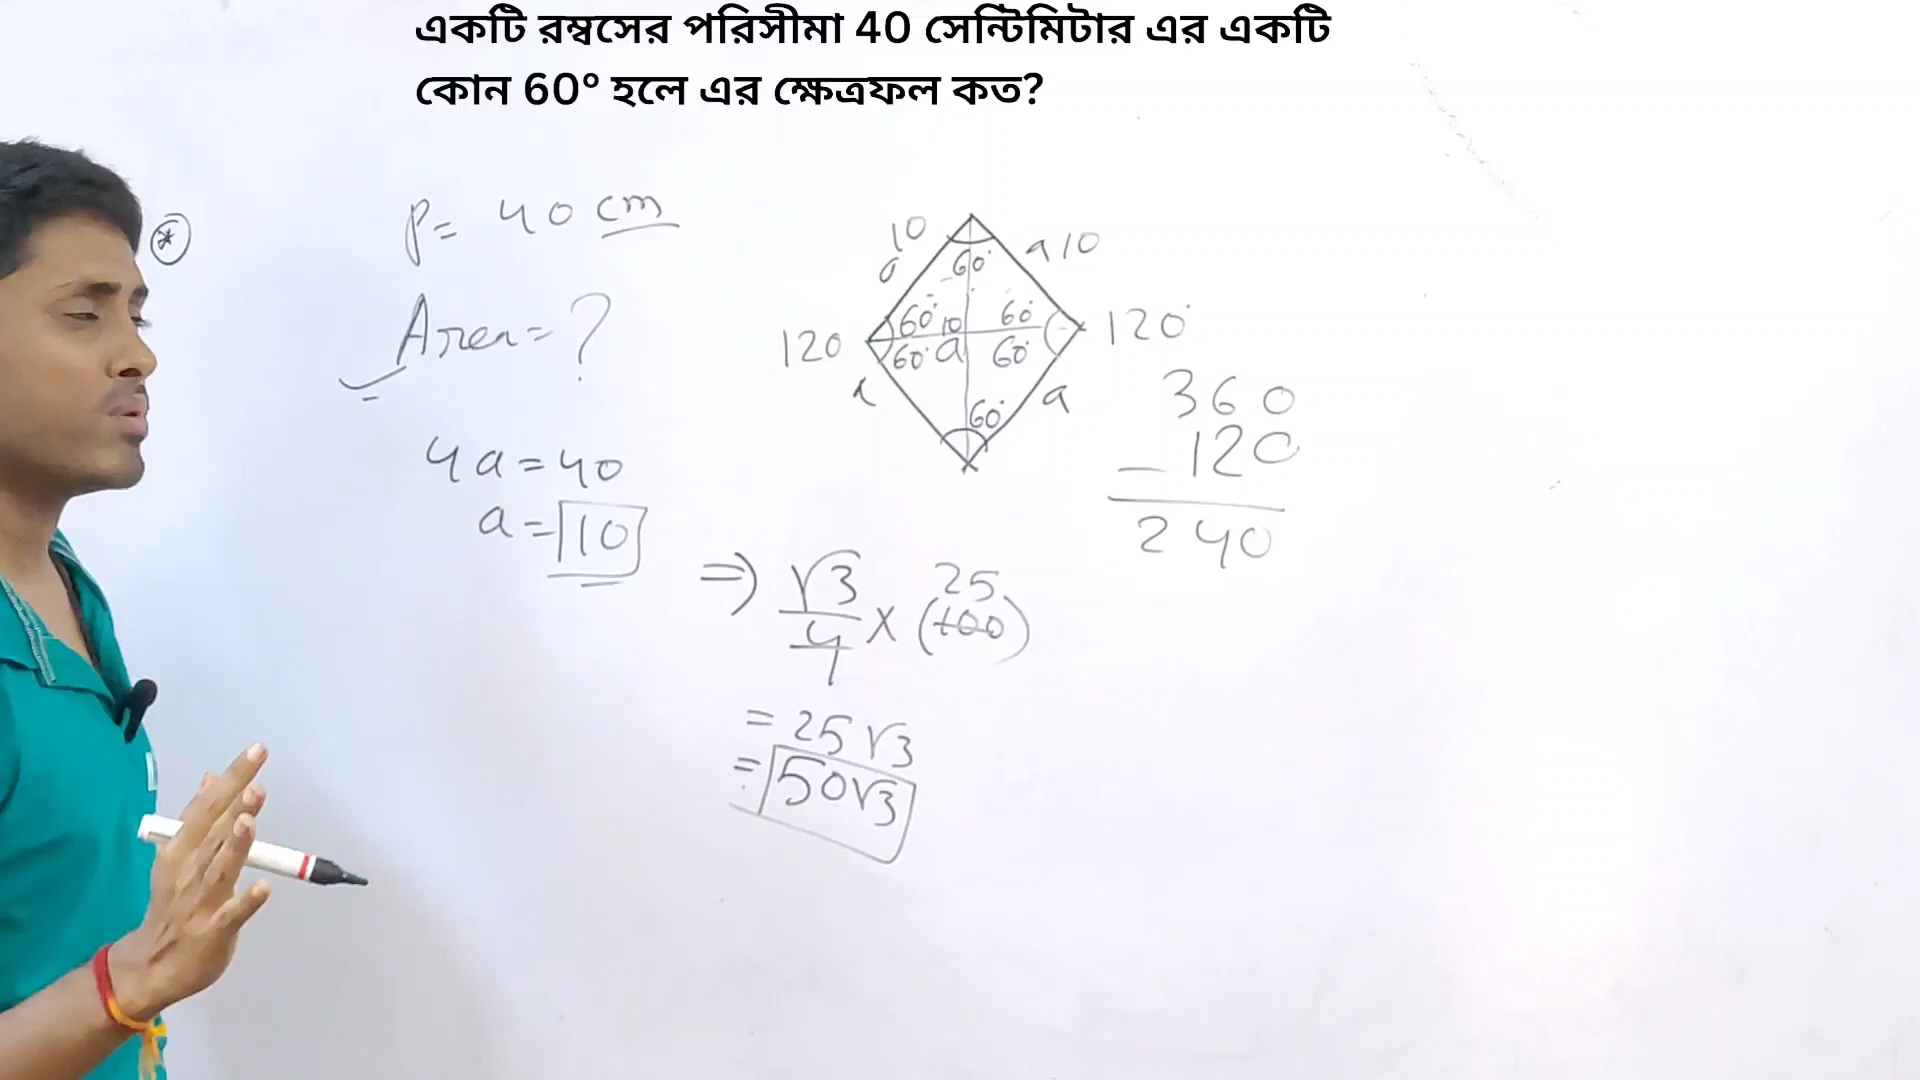 একটি রম্বসের পরিসীমা 40 সেন্টিমিটার এর একটি
কোন 60° হলে এর ক্ষেত্রফল কত?
P = 40 cm
Area = ?
4a = 40
a = 10
10
a 10
60°
60° 10 60°
120 120°
60° a 60°
a
60°
360
- 120
240
⇒ √3/4 × (100) 25
= 25√3
= 50√3